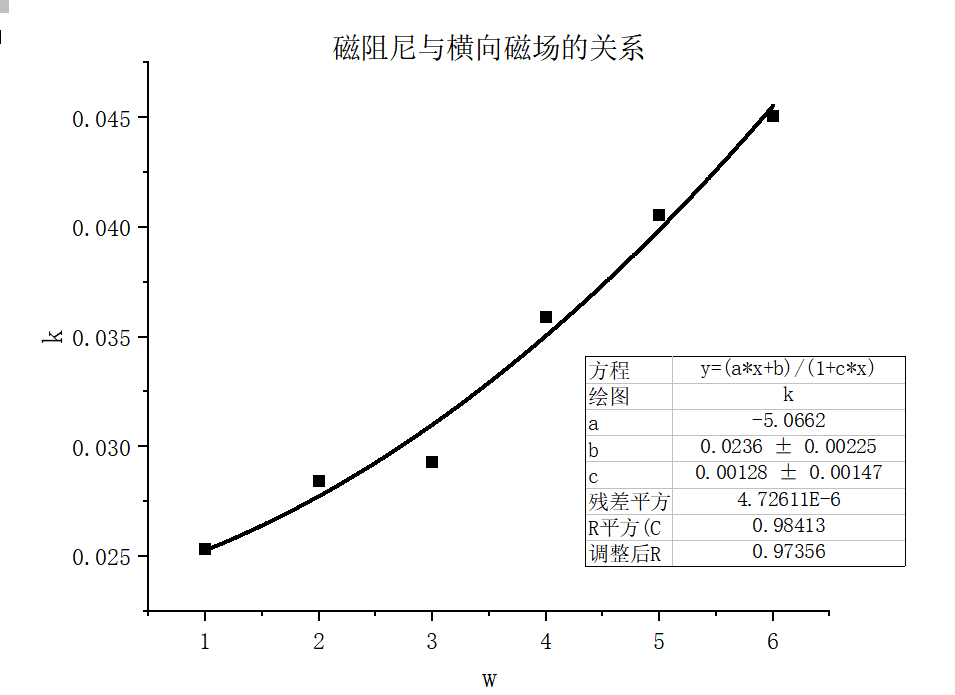 磁阻尼与横向磁场的关系
0.045
0.040
0.035
0.030
0.025
k
1 2 3 4 5 6
w
方程 y=(a*x+b)/(1+c*x)
绘图 k
a -5.0662
b 0.0236 ± 0.00225
c 0.00128 ± 0.00147
残差平方 4.72611E-6
R平方(C 0.98413
调整后R 0.97356